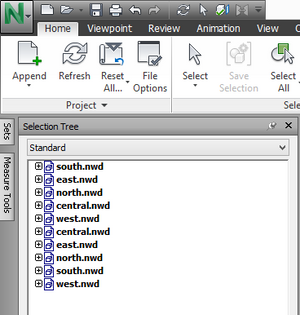 N
Home Viewpoint Review Animation View
Append Refresh Reset All... File Options Select Save Selection Select All
Project
Sets
Measure Tools
Selection Tree
Standard
south.nwd
east.nwd
north.nwd
central.nwd
west.nwd
central.nwd
east.nwd
north.nwd
south.nwd
west.nwd